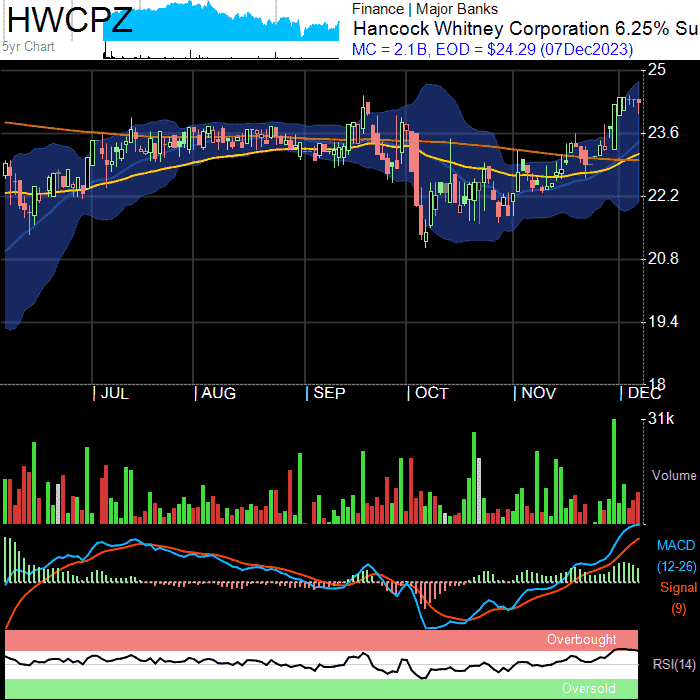 HWCPZ
5yr Chart
Finance | Major Banks
Hancock Whitney Corporation 6.25% Su
MC = 2.1B, EOD = $24.29 (07Dec2023)
25
23.6
22.2
20.8
19.4
18
JUL AUG SEP OCT NOV DEC
31k
Volume
MACD
(12-26)
Signal
(9)
Overbought
RSI(14)
Oversold